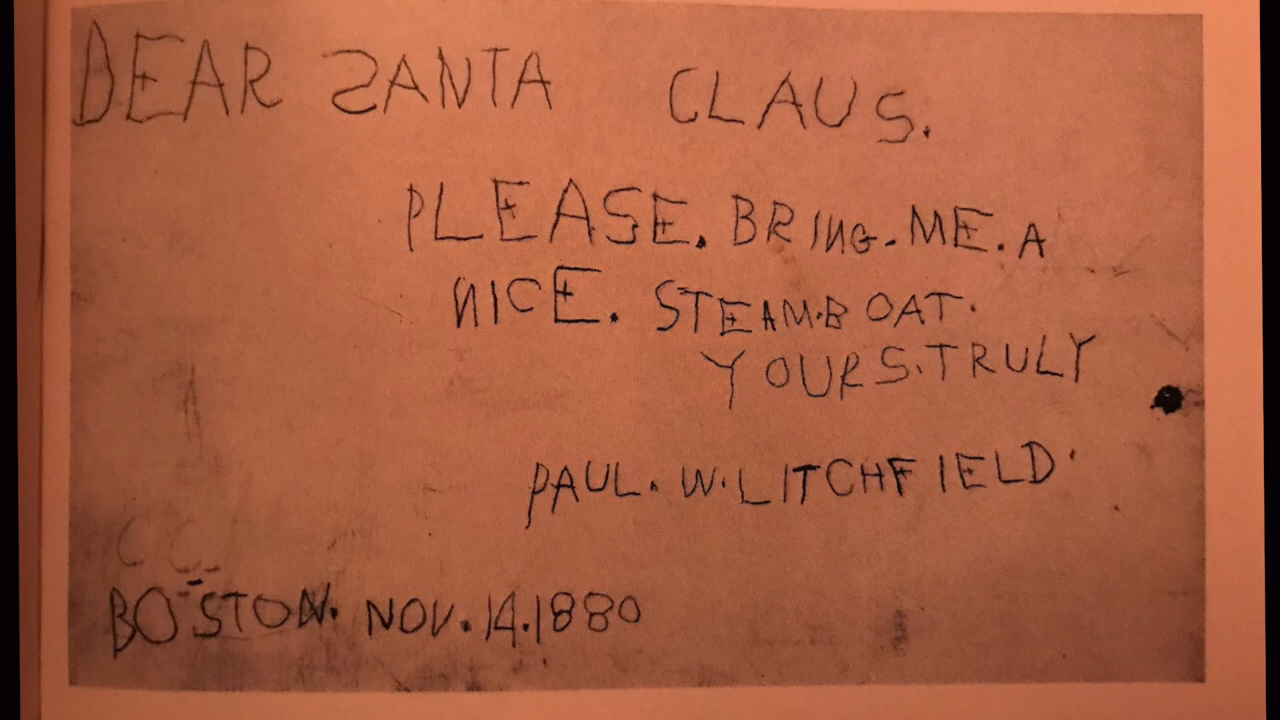 DEAR SANTA CLAUS.
PLEASE. BRING. ME. A
NICE. STEAM.BOAT.
YOURS.TRULY
PAUL. W. LITCHFIELD.
BOSTON. NOV. 14.1880